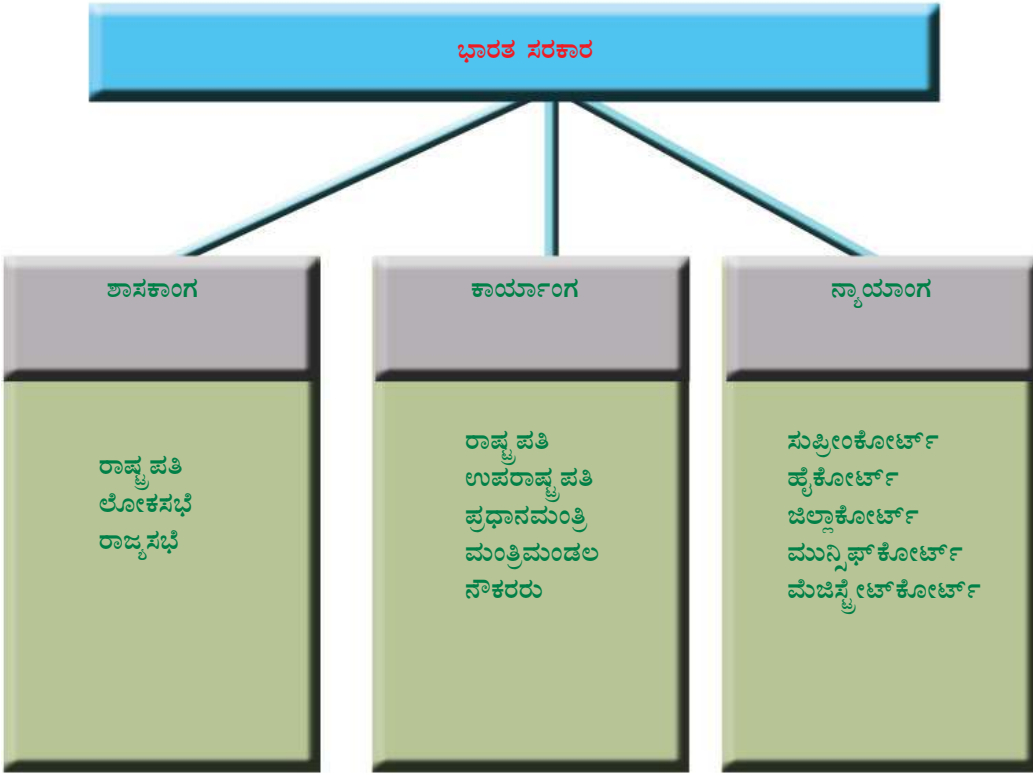 ಭಾರತ ಸರಕಾರ
ಶಾಸಕಾಂಗ
ರಾಷ್ಟ್ರಪತಿ
ಲೋಕಸಭೆ
ರಾಜ್ಯಸಭೆ
ಕಾರ್ಯಾಂಗ
ರಾಷ್ಟ್ರಪತಿ
ಉಪರಾಷ್ಟ್ರಪತಿ
ಪ್ರಧಾನಮಂತ್ರಿ
ಮಂತ್ರಿಮಂಡಲ
ನೌಕರರು
ನ್ಯಾಯಾಂಗ
ಸುಪ್ರೀಂಕೋರ್ಟ್
ಹೈಕೋರ್ಟ್
ಜಿಲ್ಲಾಕೋರ್ಟ್
ಮುನ್ಸಿಫ್‌ಕೋರ್ಟ್
ಮೆಜಿಸ್ಟ್ರೇಟ್‌ಕೋರ್ಟ್